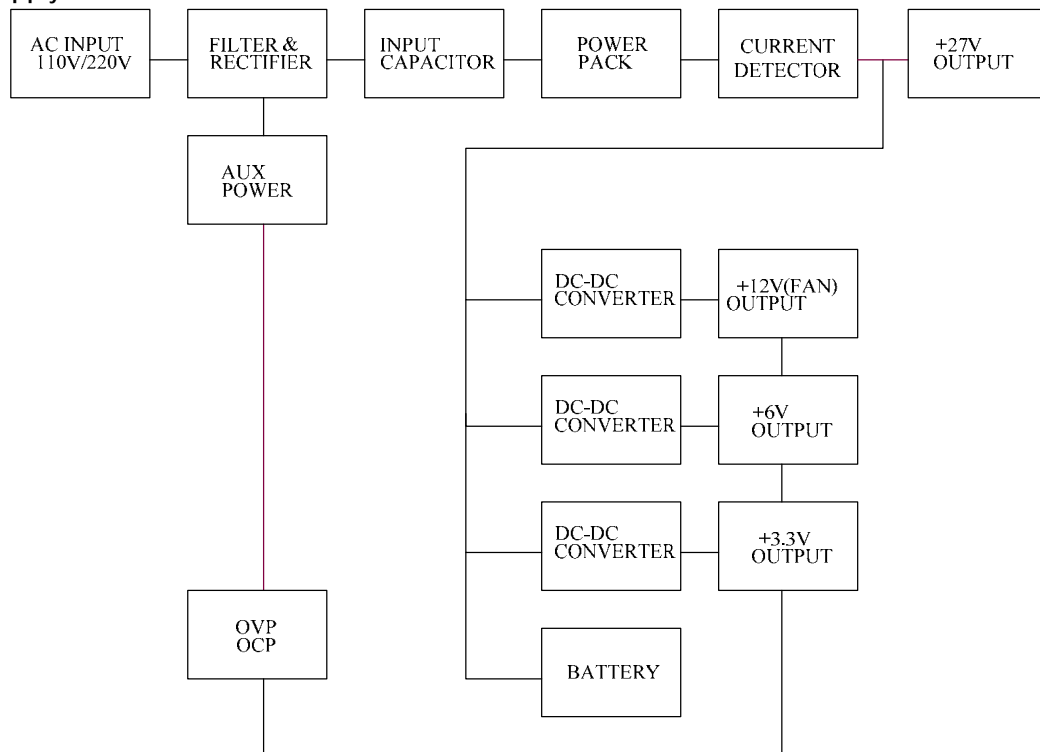 AC INPUT
110V/220V
FILTER &
RECTIFIER
INPUT
CAPACITOR
POWER
PACK
CURRENT
DETECTOR
+27V
OUTPUT
AUX
POWER
DC-DC
CONVERTER
+12V(FAN)
OUTPUT
DC-DC
CONVERTER
+6V
OUTPUT
DC-DC
CONVERTER
+3.3V
OUTPUT
OVP
OCP
BATTERY